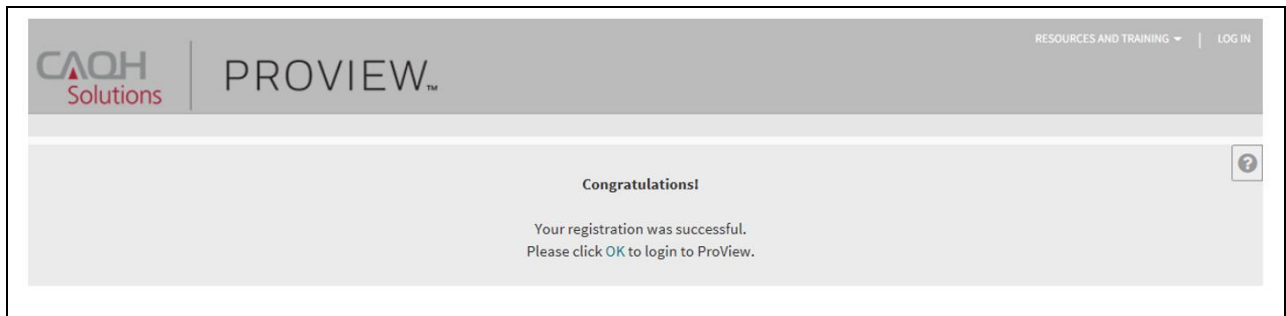 RESOURCES AND TRAINING | LOG IN
CAQH
Solutions
PROVIEW™
?
Congratulations!
Your registration was successful.
Please click OK to login to ProView.